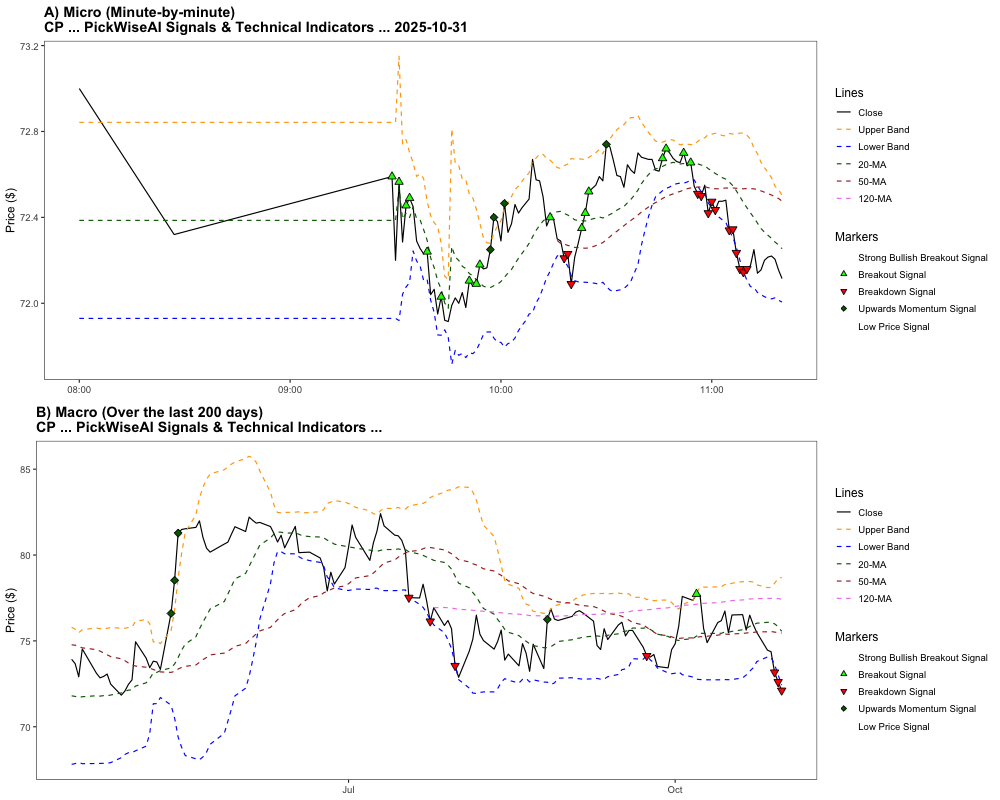 A) Micro (Minute-by-minute)
CP ... PickWiseAI Signals & Technical Indicators ... 2025-10-31
73.2
72.8
72.4
72.0
Price ($)
08:00
09:00
10:00
11:00
Lines
Close
Upper Band
Lower Band
20-MA
50-MA
120-MA
Markers
Strong Bullish Breakout Signal
Breakout Signal
Breakdown Signal
Upwards Momentum Signal
Low Price Signal
B) Macro (Over the last 200 days)
CP ... PickWiseAI Signals & Technical Indicators ...
85
80
75
70
Price ($)
Jul
Oct
Lines
Close
Upper Band
Lower Band
20-MA
50-MA
120-MA
Markers
Strong Bullish Breakout Signal
Breakout Signal
Breakdown Signal
Upwards Momentum Signal
Low Price Signal